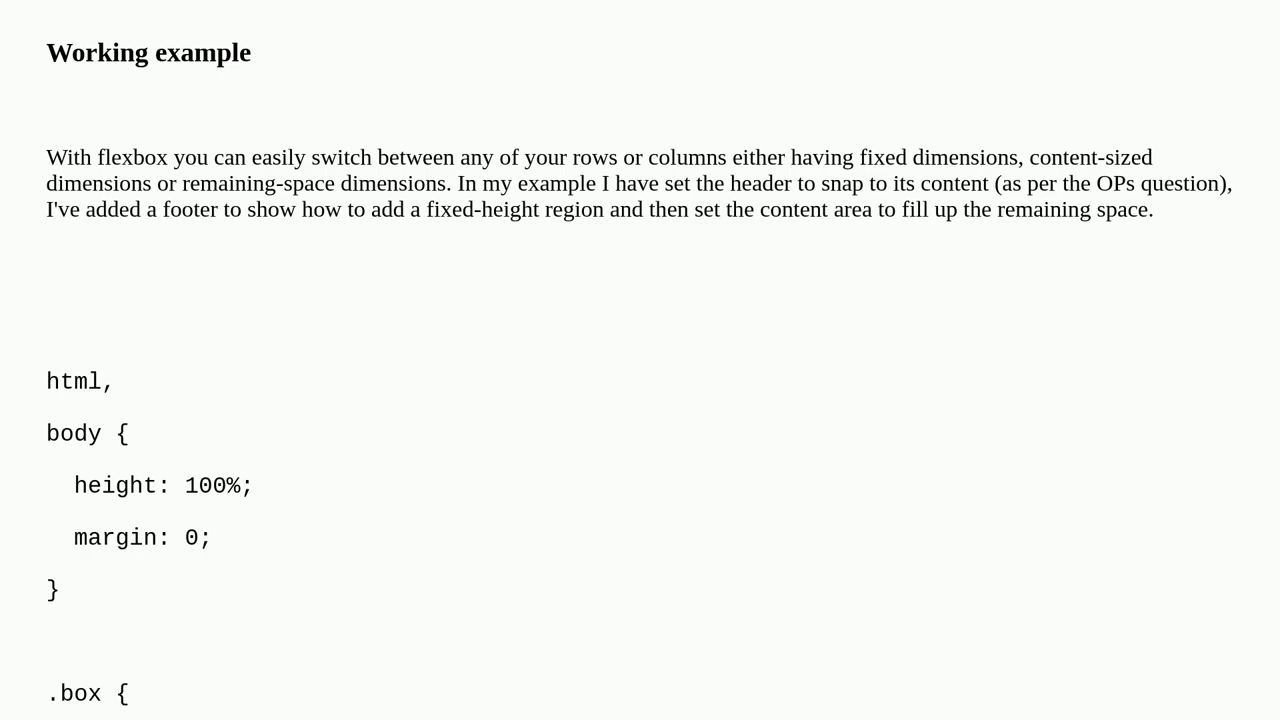 Working example
With flexbox you can easily switch between any of your rows or columns either having fixed dimensions, content-sized
dimensions or remaining-space dimensions. In my example I have set the header to snap to its content (as per the OPs question),
I've added a footer to show how to add a fixed-height region and then set the content area to fill up the remaining space.
html,
body {
  height: 100%;
  margin: 0;
}
.box {